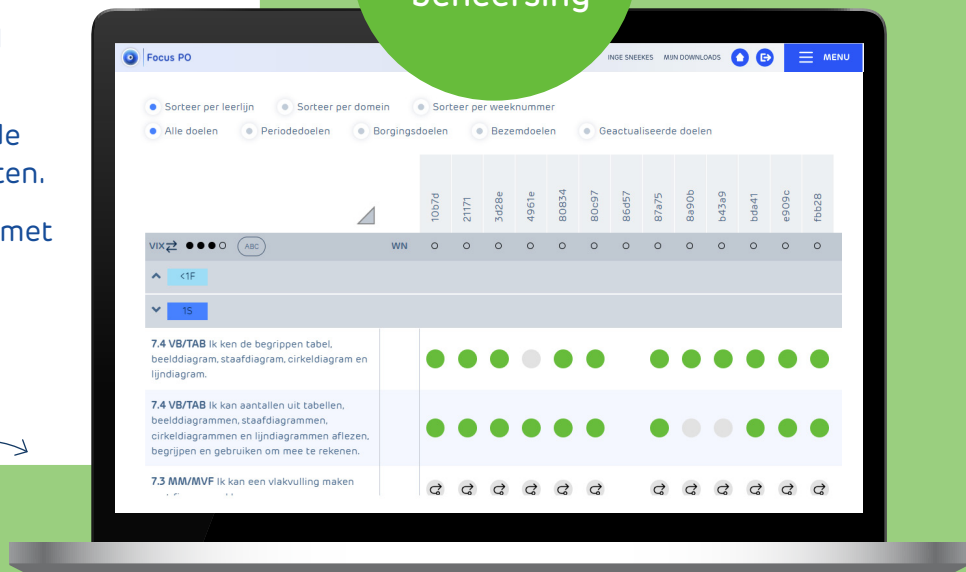 beheersing
ten.
met
Focus PO
INGE SNEEKES MIJN DOWNLOADS MENU
Sorteer per leerlijn Sorteer per domein Sorteer per weeknummer
Alle doelen Periodedoelen Borgingsdoelen Bezemdoelen Geactualiseerde doelen
10b7d 21171 3d28e 4961e 80834 80c97 86d57 87a75 8a90b b43a9 bda41 e909c fbb28
VIX ABC WN
<1F
1S
7.4 VB/TAB Ik ken de begrippen tabel,
beelddiagram, staafdiagram, cirkeldiagram en
lijndiagram.
7.4 VB/TAB Ik kan aantallen uit tabellen,
beelddiagrammen, staafdiagrammen,
cirkeldiagrammen en lijndiagrammen aflezen,
begrijpen en gebruiken om mee te rekenen.
7.3 MM/MVF Ik kan een vlakvulling maken